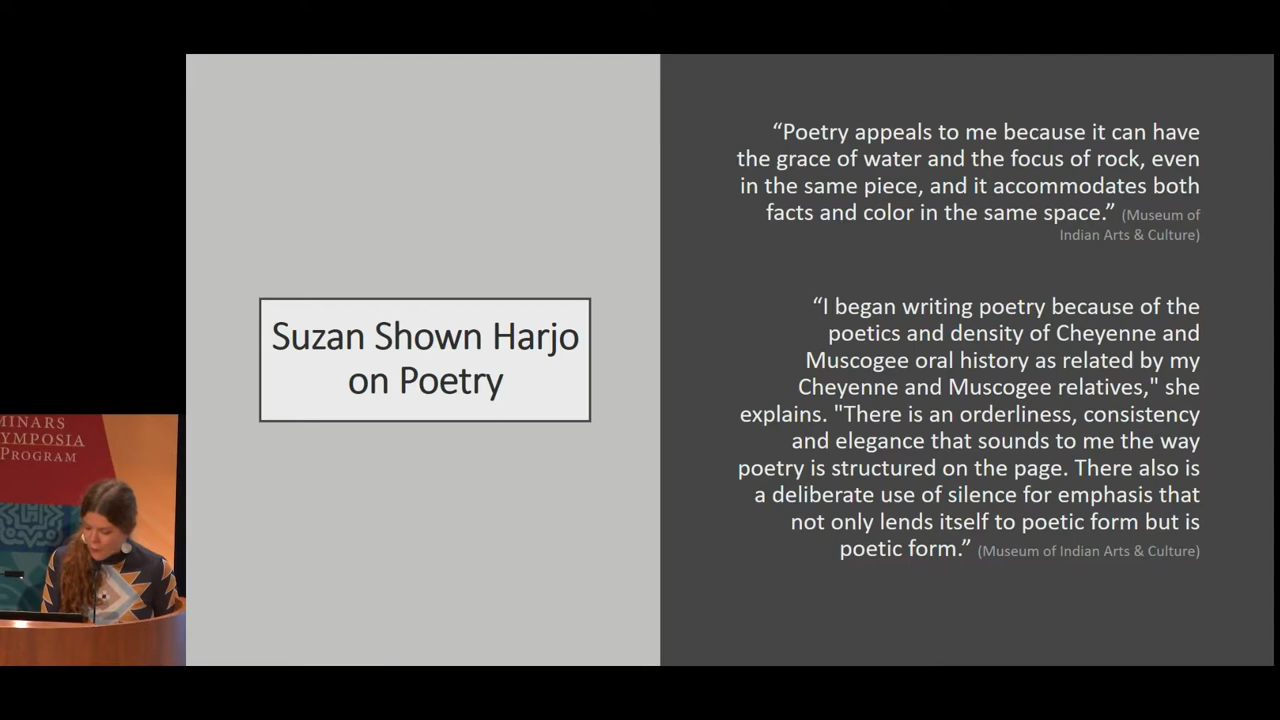 MINARS
YMPOSIA
PROGRAM
Suzan Shown Harjo
on Poetry
“Poetry appeals to me because it can have
the grace of water and the focus of rock, even
in the same piece, and it accommodates both
facts and color in the same space.” (Museum of
Indian Arts & Culture)
“I began writing poetry because of the
poetics and density of Cheyenne and
Muscogee oral history as related by my
Cheyenne and Muscogee relatives," she
explains. "There is an orderliness, consistency
and elegance that sounds to me the way
poetry is structured on the page. There also is
a deliberate use of silence for emphasis that
not only lends itself to poetic form but is
poetic form.” (Museum of Indian Arts & Culture)